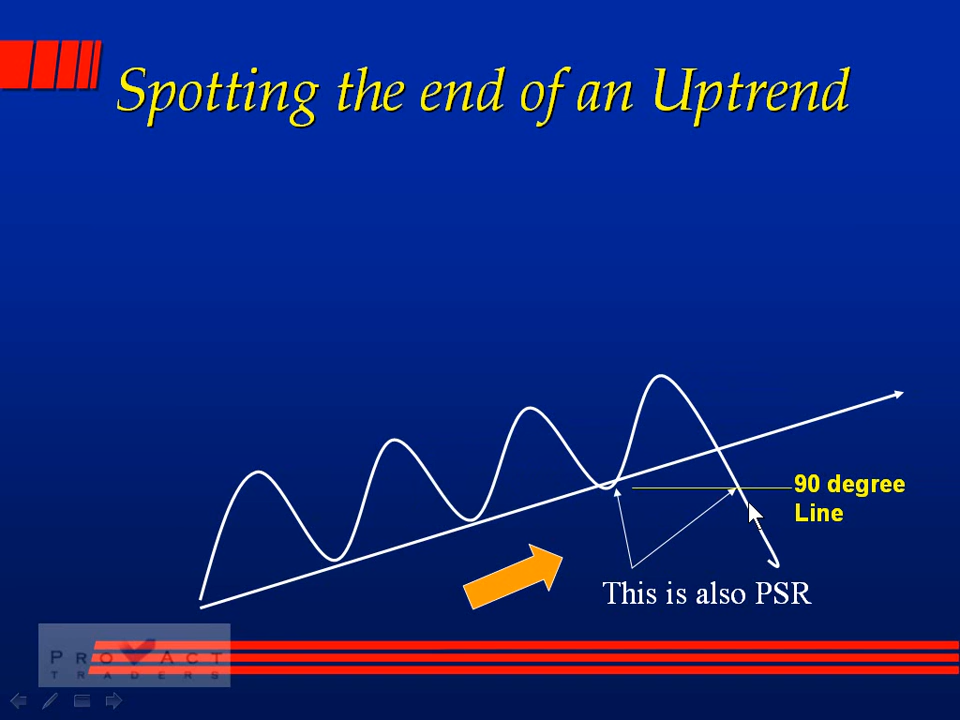 Spotting the end of an Uptrend
90 degree
Line
This is also PSR
PRO ACT
TRADERS